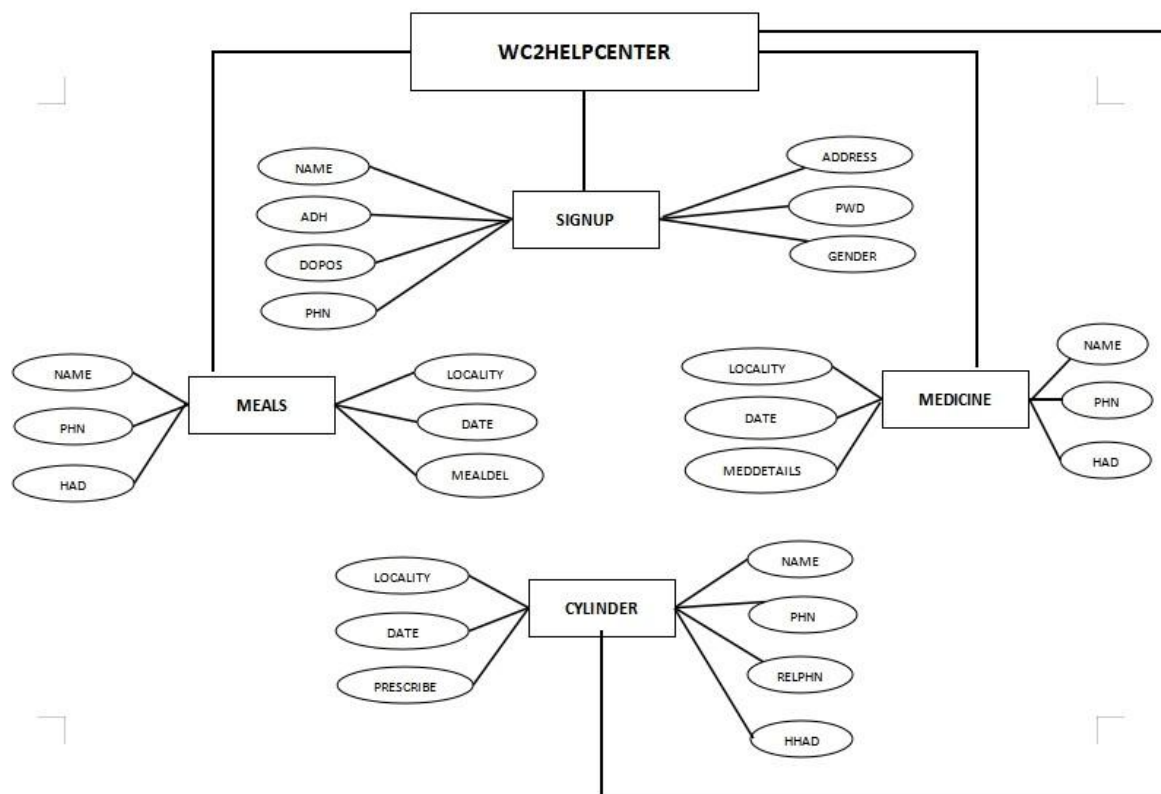 WC2HELPCENTER
NAME
ADH
DOPOS
PHN
SIGNUP
ADDRESS
PWD
GENDER
NAME
PHN
HAD
MEALS
LOCALITY
DATE
MEALDEL
LOCALITY
DATE
MEDDETAILS
MEDICINE
NAME
PHN
HAD
LOCALITY
DATE
PRESCRIBE
CYLINDER
NAME
PHN
RELPHN
HHAD